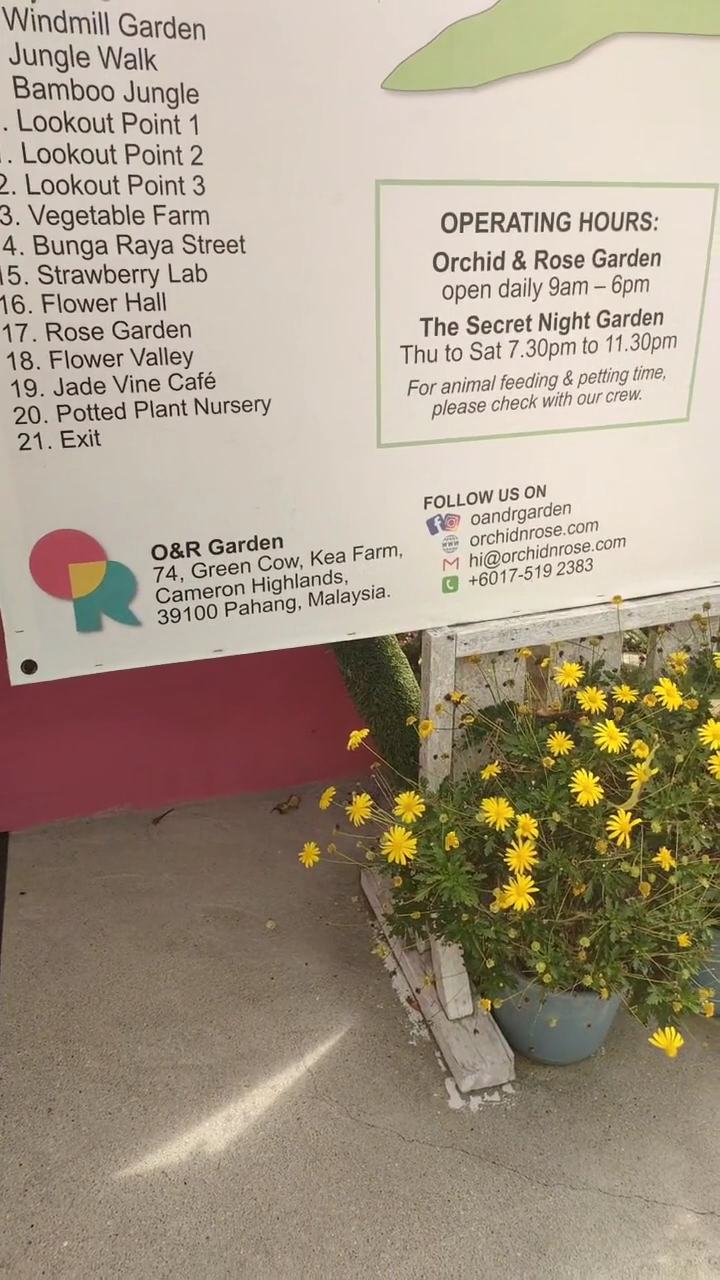 Windmill Garden
Jungle Walk
Bamboo Jungle
. Lookout Point 1
. Lookout Point 2
2. Lookout Point 3
3. Vegetable Farm
4. Bunga Raya Street
15. Strawberry Lab
16. Flower Hall
17. Rose Garden
18. Flower Valley
19. Jade Vine Café
20. Potted Plant Nursery
21. Exit
OPERATING HOURS:
Orchid & Rose Garden
open daily 9am – 6pm
The Secret Night Garden
Thu to Sat 7.30pm to 11.30pm
For animal feeding & petting time,
please check with our crew.
O&R Garden
74, Green Cow, Kea Farm,
Cameron Highlands,
39100 Pahang, Malaysia.
FOLLOW US ON
oandrgarden
orchidnrose.com
hi@orchidnrose.com
+6017-519 2383